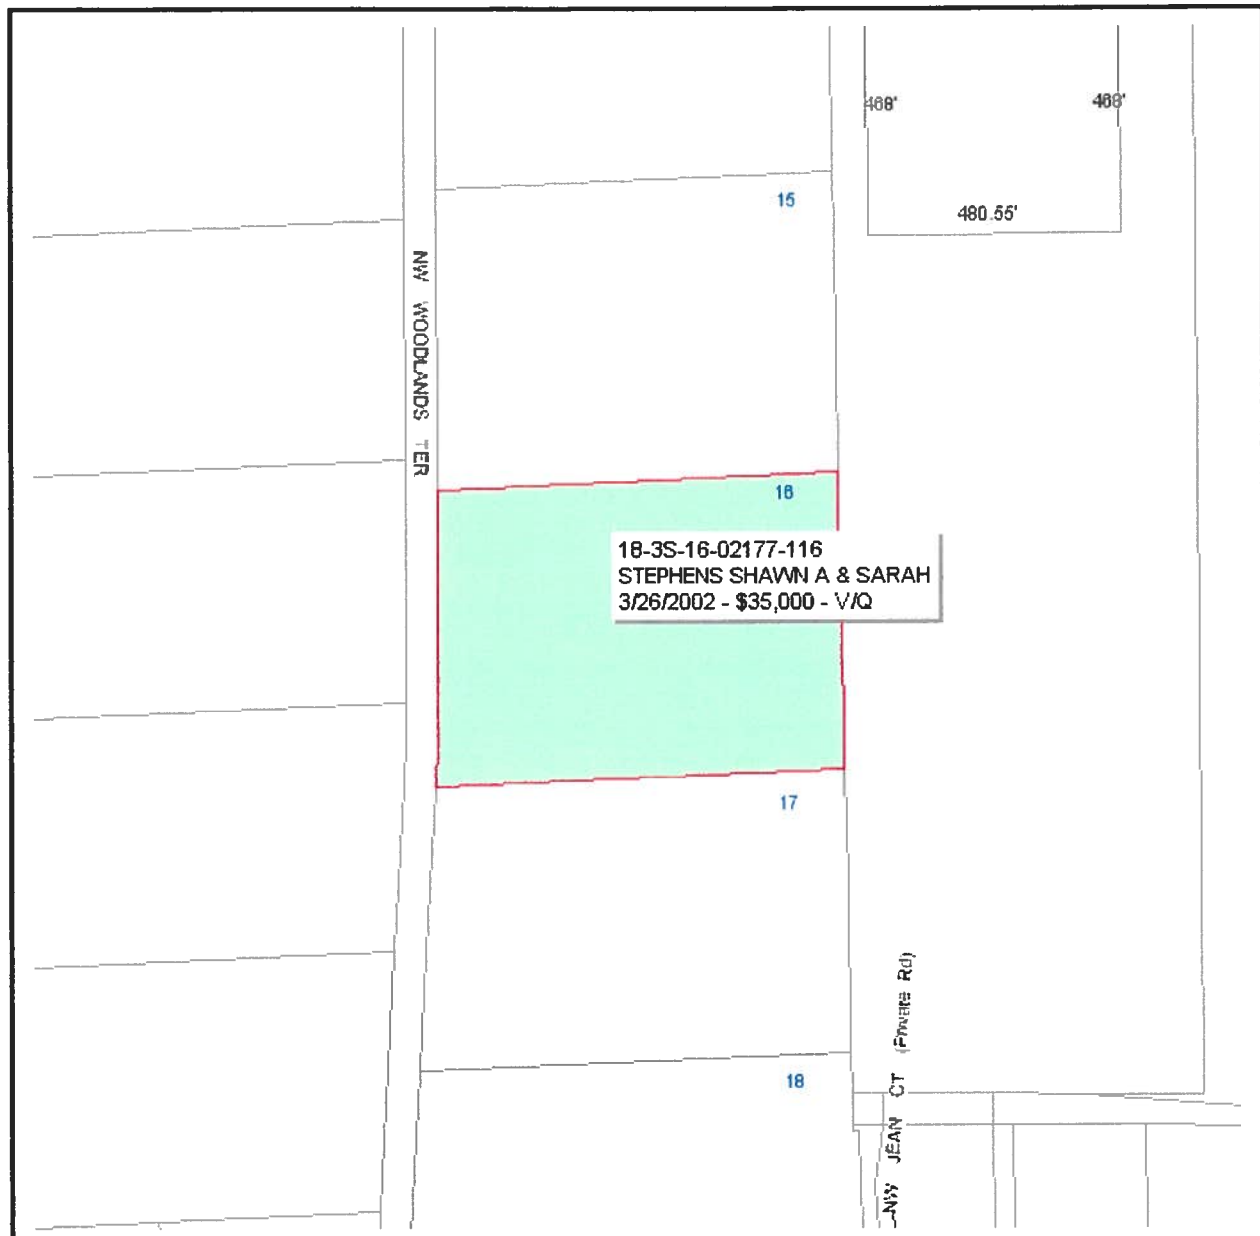 468'
468'
15
480.55'
NW WOODLANDS TER
16
18-3S-16-02177-116
STEPHENS SHAWN A & SARAH
3/26/2002 - $35,000 - V/Q
17
NW JEAN CT (Private Rd)
18